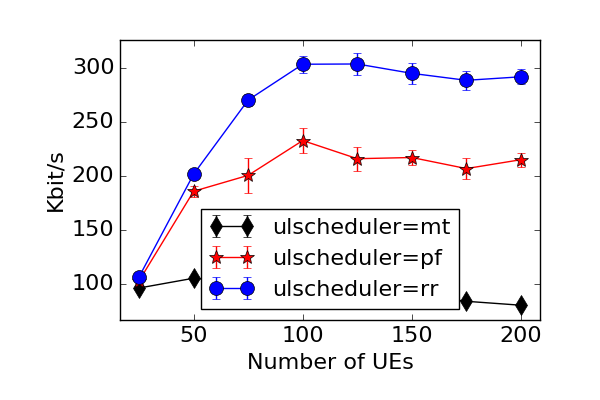 300
250
200
150
100
Kbit/s
ulscheduler=mt
ulscheduler=pf
ulscheduler=rr
50 100 150 200
Number of UEs